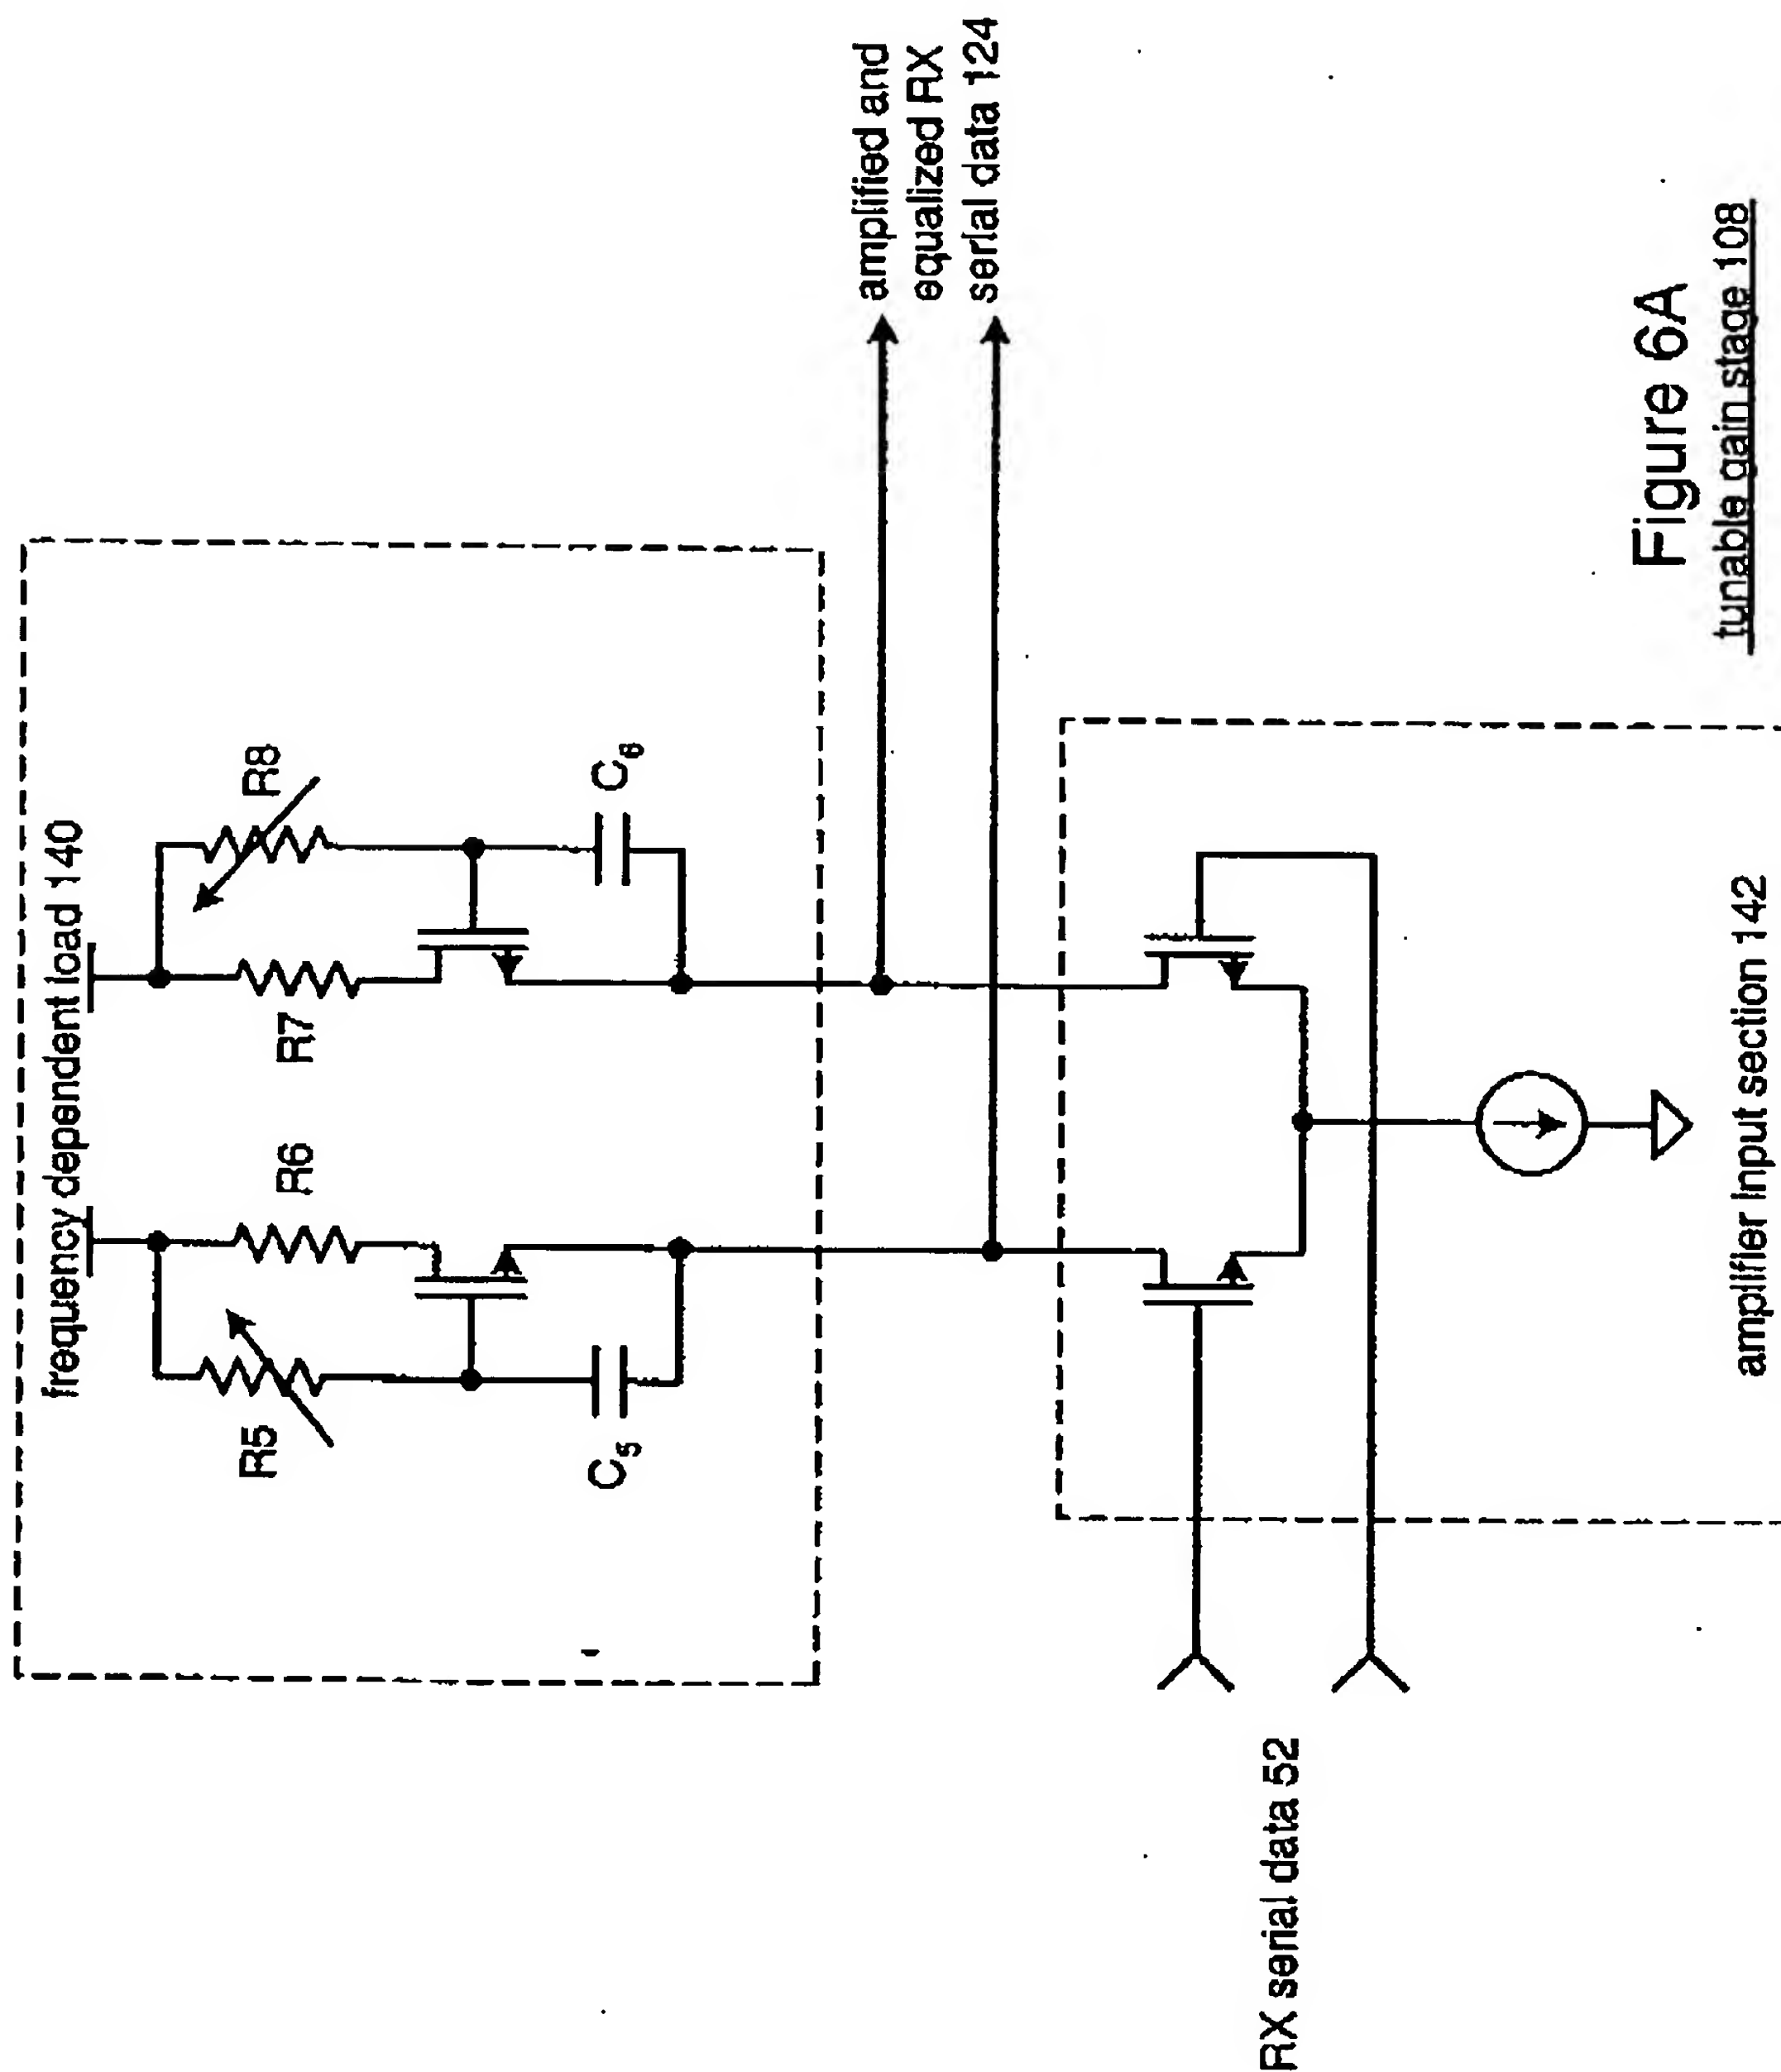 frequency dependent load 140
R5
R6
R7
R8
C5
C6
amplified and
equalized RX
serial data 124
RX serial data 52
amplifier input section 142
Figure 6A
tunable gain stage 108